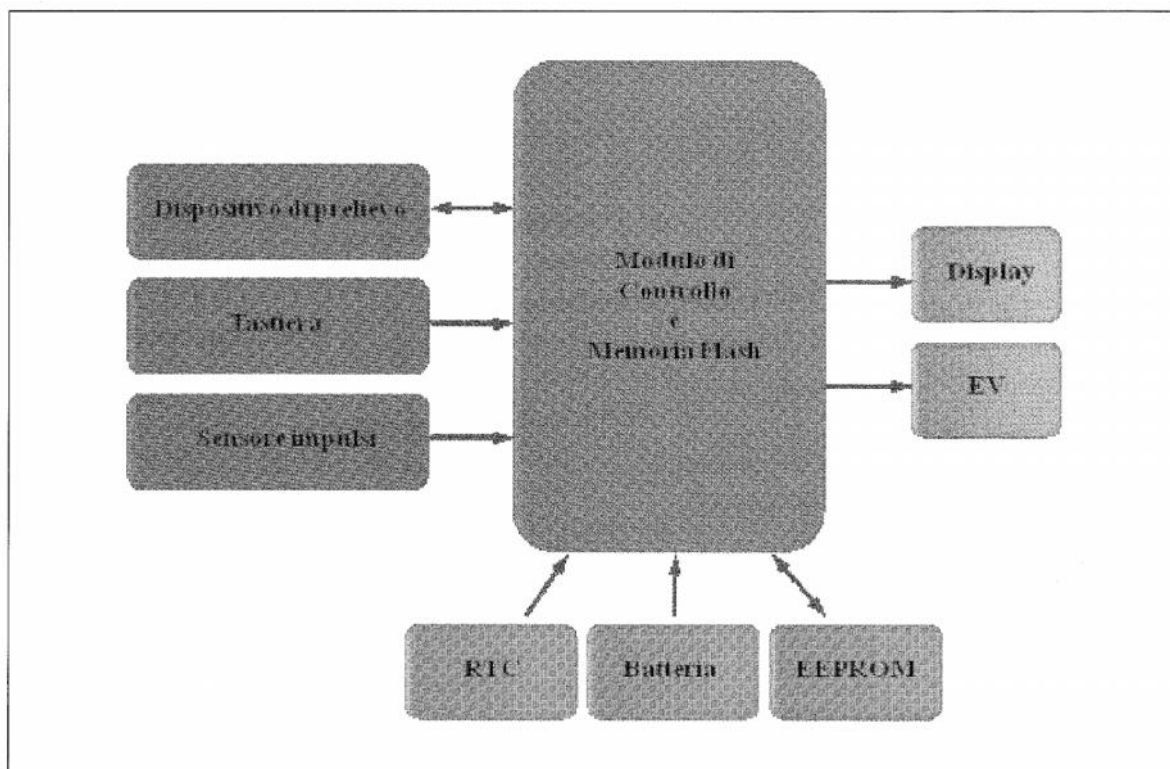 Dispositivo di prelievo
Tastiera
Sensore impulsi
Modulo di
Controllo
e
Memoria Flash
Display
EV
RTC
Batteria
EEPROM